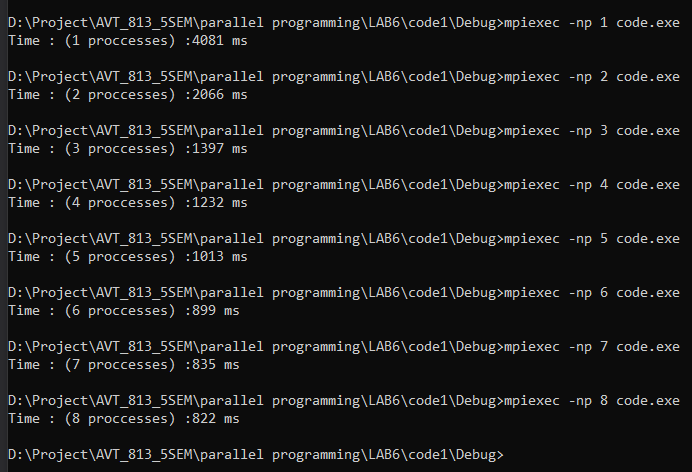 D:\Project\AVT_813_5SEM\parallel programming\LAB6\code1\Debug>mpiexec -np 1 code.exe
Time : (1 proccesses) :4081 ms
D:\Project\AVT_813_5SEM\parallel programming\LAB6\code1\Debug>mpiexec -np 2 code.exe
Time : (2 proccesses) :2066 ms
D:\Project\AVT_813_5SEM\parallel programming\LAB6\code1\Debug>mpiexec -np 3 code.exe
Time : (3 proccesses) :1397 ms
D:\Project\AVT_813_5SEM\parallel programming\LAB6\code1\Debug>mpiexec -np 4 code.exe
Time : (4 proccesses) :1232 ms
D:\Project\AVT_813_5SEM\parallel programming\LAB6\code1\Debug>mpiexec -np 5 code.exe
Time : (5 proccesses) :1013 ms
D:\Project\AVT_813_5SEM\parallel programming\LAB6\code1\Debug>mpiexec -np 6 code.exe
Time : (6 proccesses) :899 ms
D:\Project\AVT_813_5SEM\parallel programming\LAB6\code1\Debug>mpiexec -np 7 code.exe
Time : (7 proccesses) :835 ms
D:\Project\AVT_813_5SEM\parallel programming\LAB6\code1\Debug>mpiexec -np 8 code.exe
Time : (8 proccesses) :822 ms
D:\Project\AVT_813_5SEM\parallel programming\LAB6\code1\Debug>